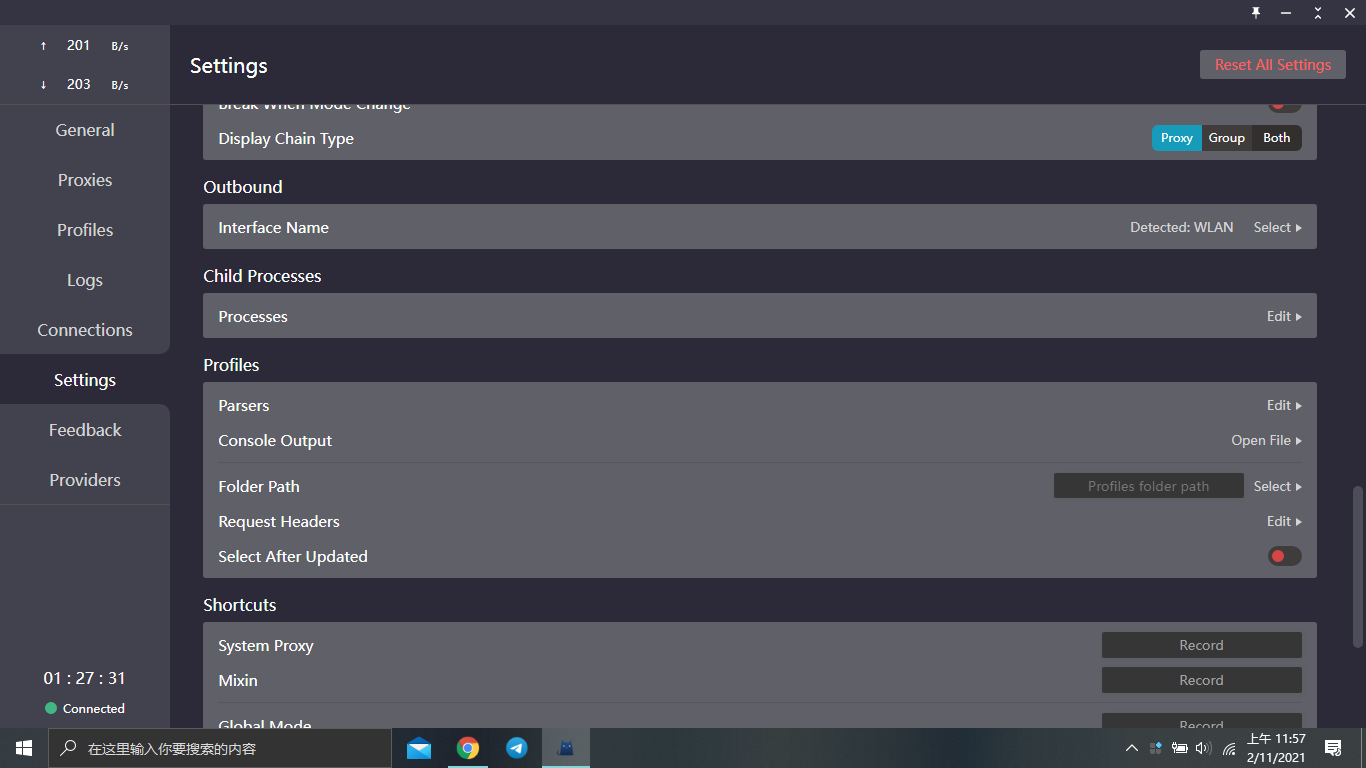 ↑ 201 B/s
↓ 203 B/s
Settings
Reset All Settings
General
Proxies
Profiles
Logs
Connections
Settings
Feedback
Providers
01 : 27 : 31
Connected
Break When Mode Change
Display Chain Type Proxy Group Both
Outbound
Interface Name Detected: WLAN Select
Child Processes
Processes Edit
Profiles
Parsers Edit
Console Output Open File
Folder Path Profiles folder path Select
Request Headers Edit
Select After Updated
Shortcuts
System Proxy Record
Mixin Record
Global Mode Record
在这里输入你要搜索的内容
上午 11:57
2/11/2021